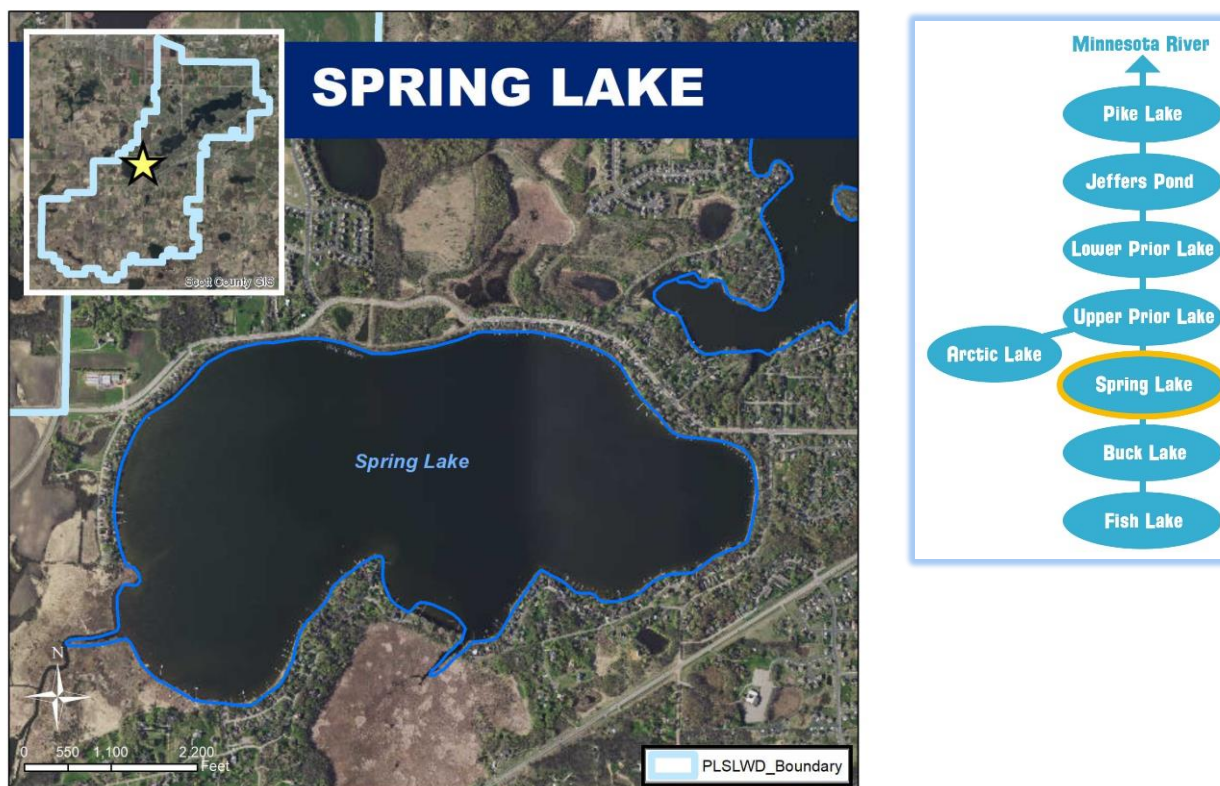 SPRING LAKE
Scott County GIS
Spring Lake
N
0 550 1,100 2,200
Feet
PLSLWD_Boundary
Minnesota River
Pike Lake
Jeffers Pond
Lower Prior Lake
Upper Prior Lake
Arctic Lake
Spring Lake
Buck Lake
Fish Lake